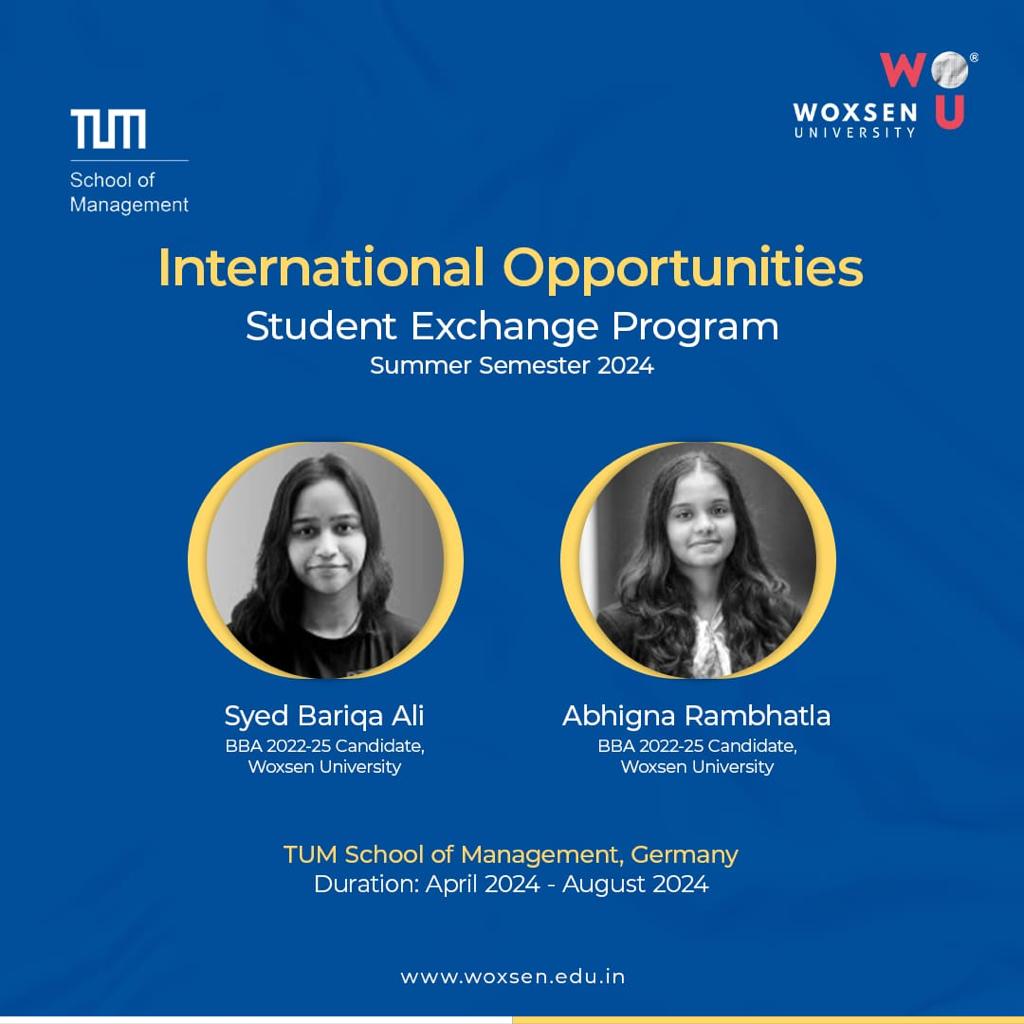 TUM
School of
Management
WOU®
WOXSEN
UNIVERSITY
International Opportunities
Student Exchange Program
Summer Semester 2024
Syed Bariqa Ali
BBA 2022-25 Candidate,
Woxsen University
Abhigna Rambhatla
BBA 2022-25 Candidate,
Woxsen University
TUM School of Management, Germany
Duration: April 2024 - August 2024
www.woxsen.edu.in